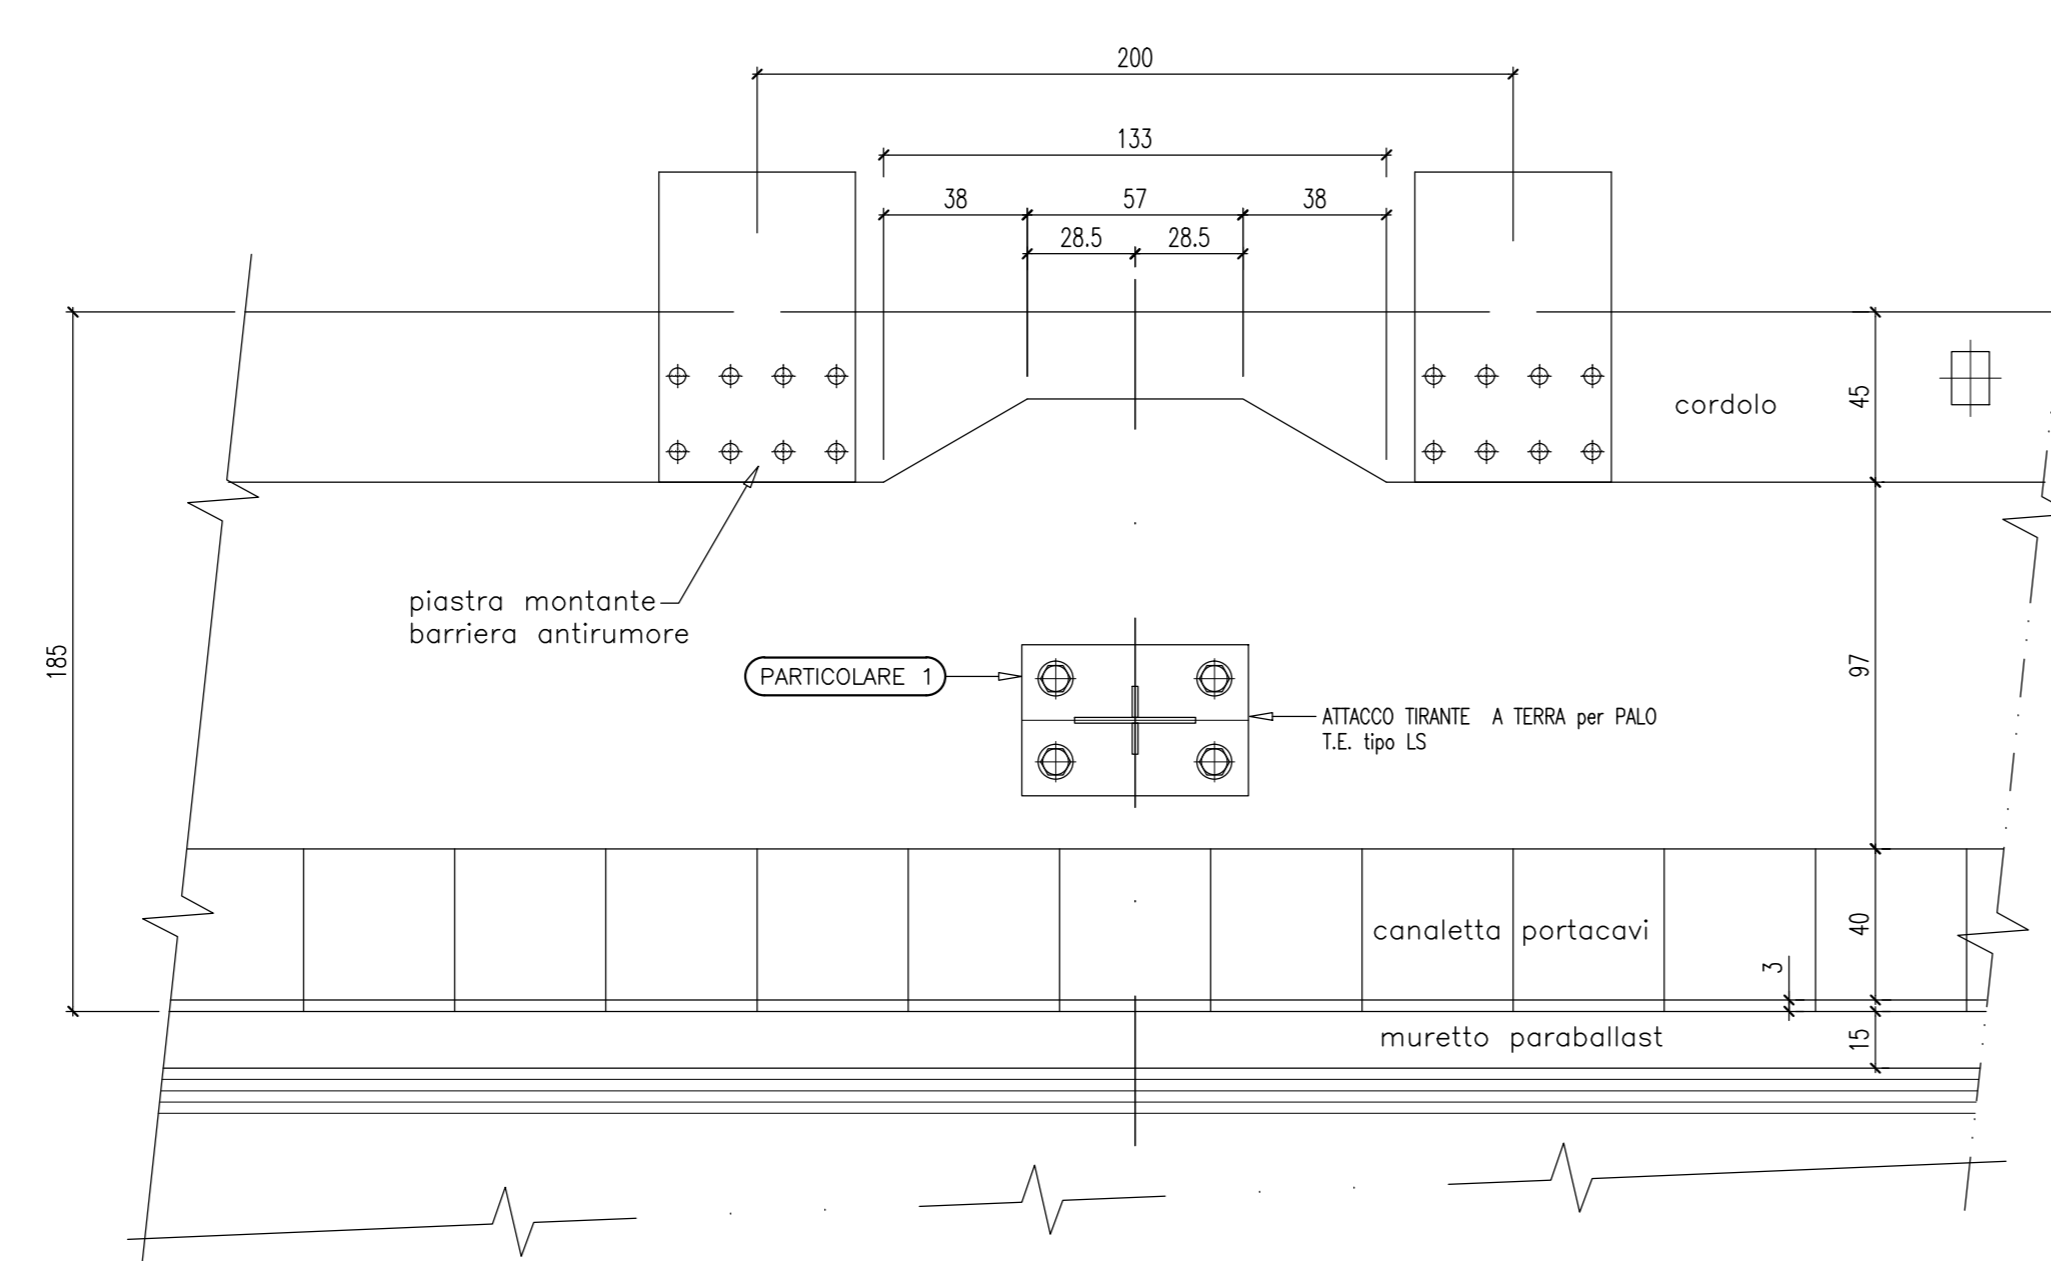 200
133
38
57
38
28.5
28.5
cordolo
45
piastra montante
barriera antirumore
185
97
PARTICOLARE 1
ATTACCO TIRANTE A TERRA per PALO
T.E. tipo LS
canaletta portacavi
40
3
muretto paraballast
15